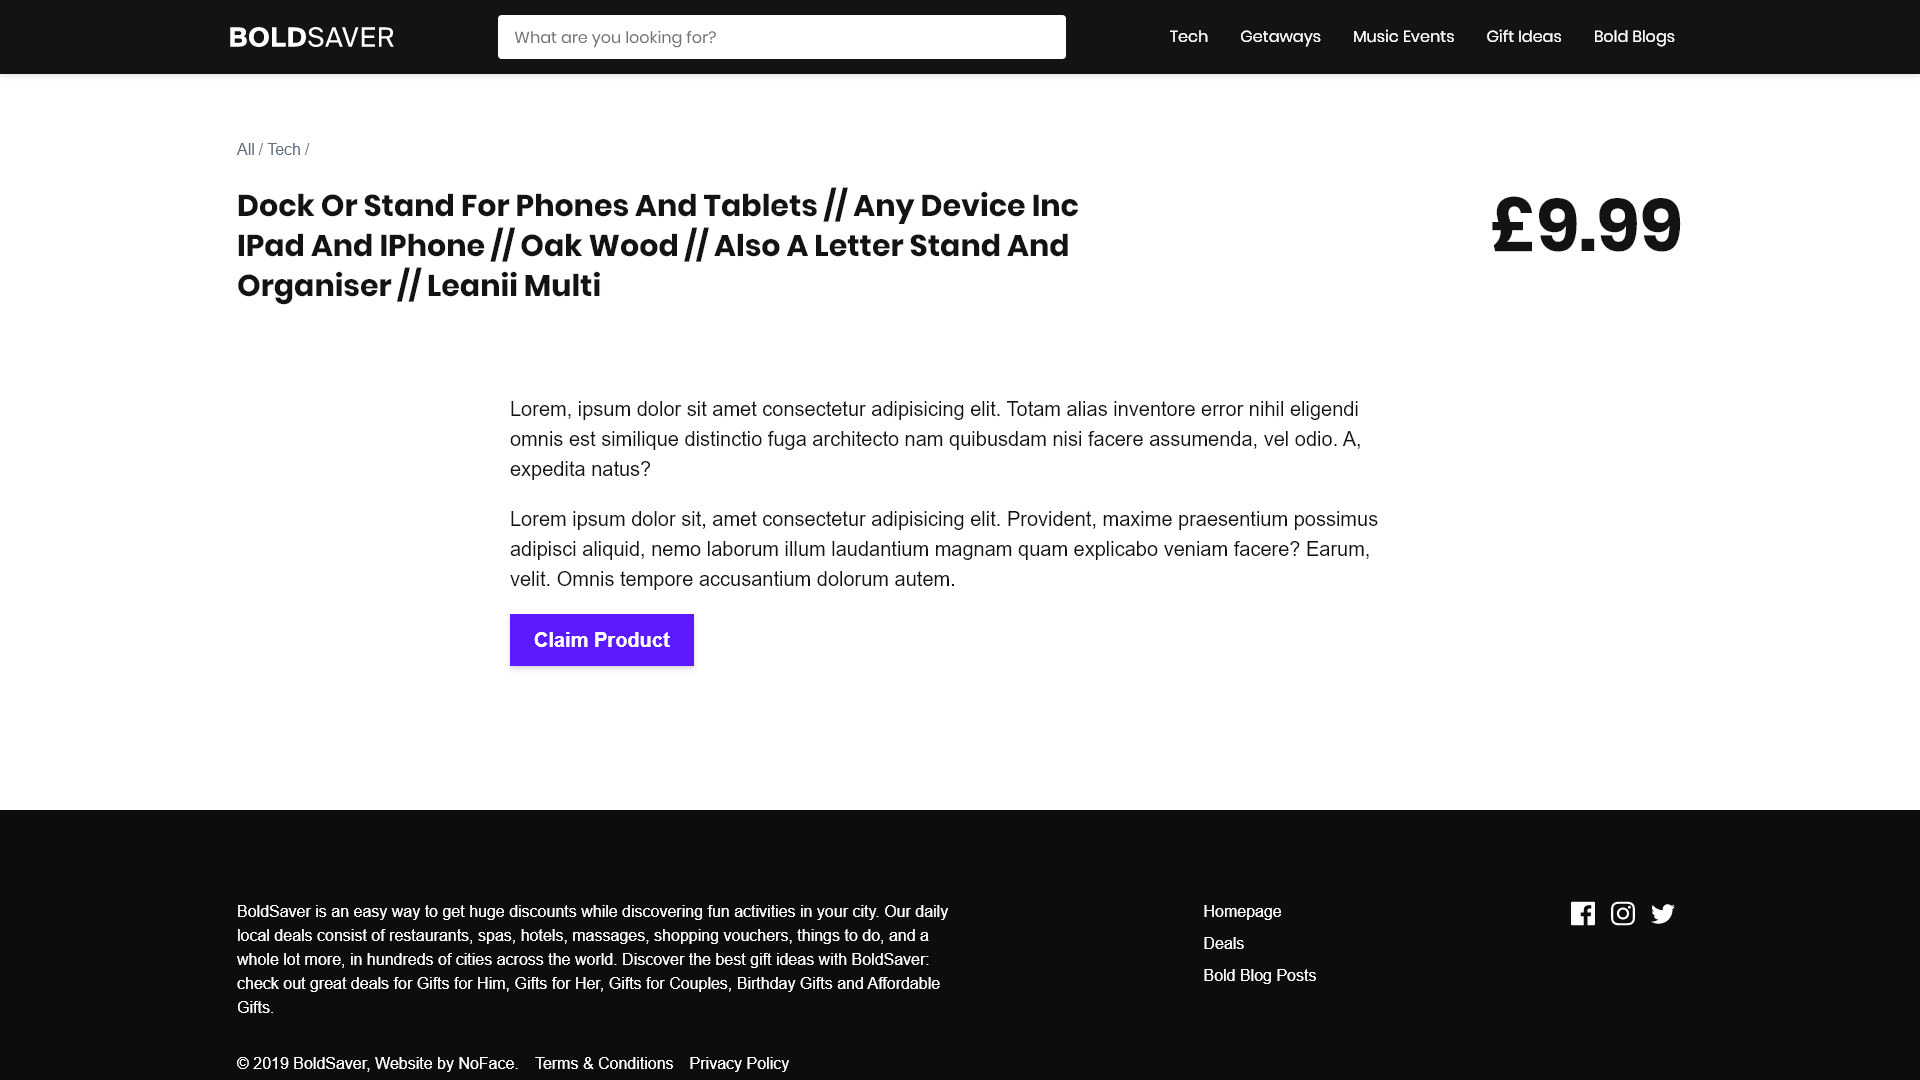 BOLDSAVER
What are you looking for?
Tech
Getaways
Music Events
Gift Ideas
Bold Blogs
All / Tech /
Dock Or Stand For Phones And Tablets // Any Device Inc
IPad And IPhone // Oak Wood // Also A Letter Stand And
Organiser // Leanii Multi
£9.99
Lorem, ipsum dolor sit amet consectetur adipisicing elit. Totam alias inventore error nihil eligendi
omnis est similique distinctio fuga architecto nam quibusdam nisi facere assumenda, vel odio. A,
expedita natus?
Lorem ipsum dolor sit, amet consectetur adipisicing elit. Provident, maxime praesentium possimus
adipisci aliquid, nemo laborum illum laudantium magnam quam explicabo veniam facere? Earum,
velit. Omnis tempore accusantium dolorum autem.
Claim Product
BoldSaver is an easy way to get huge discounts while discovering fun activities in your city. Our daily
local deals consist of restaurants, spas, hotels, massages, shopping vouchers, things to do, and a
whole lot more, in hundreds of cities across the world. Discover the best gift ideas with BoldSaver:
check out great deals for Gifts for Him, Gifts for Her, Gifts for Couples, Birthday Gifts and Affordable
Gifts.
Homepage
Deals
Bold Blog Posts
© 2019 BoldSaver, Website by NoFace. Terms & Conditions Privacy Policy